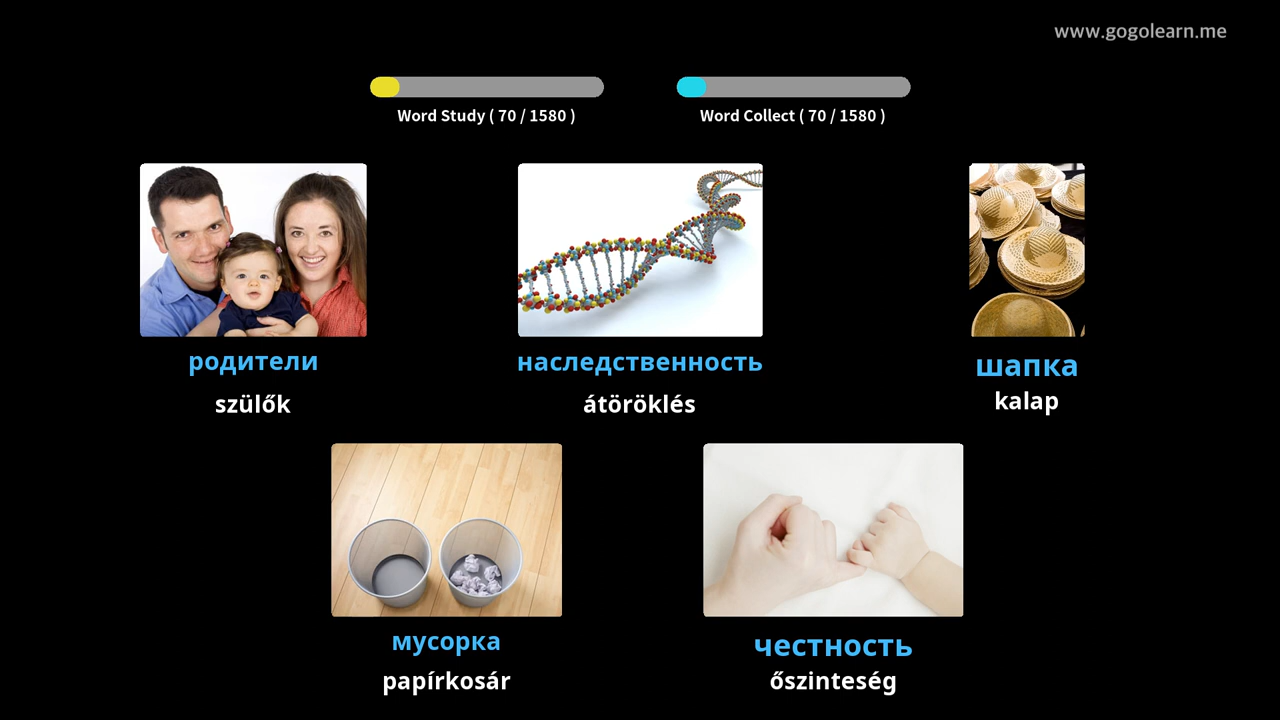 www.gogolearn.me
Word Study ( 70 / 1580 )
Word Collect ( 70 / 1580 )
родители
szülők
наследственность
átöröklés
шапка
kalap
мусорка
papírkosár
честность
őszinteség